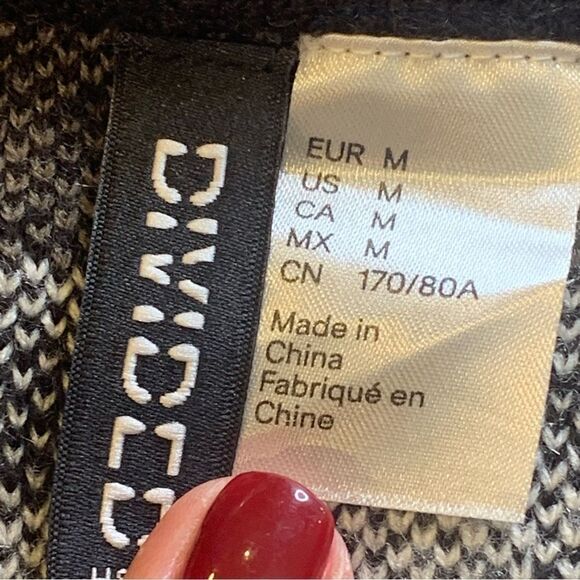 DIVIDED
EUR M
US M
CA M
MX M
CN 170/80A
Made in
China
Fabriqué en
Chine